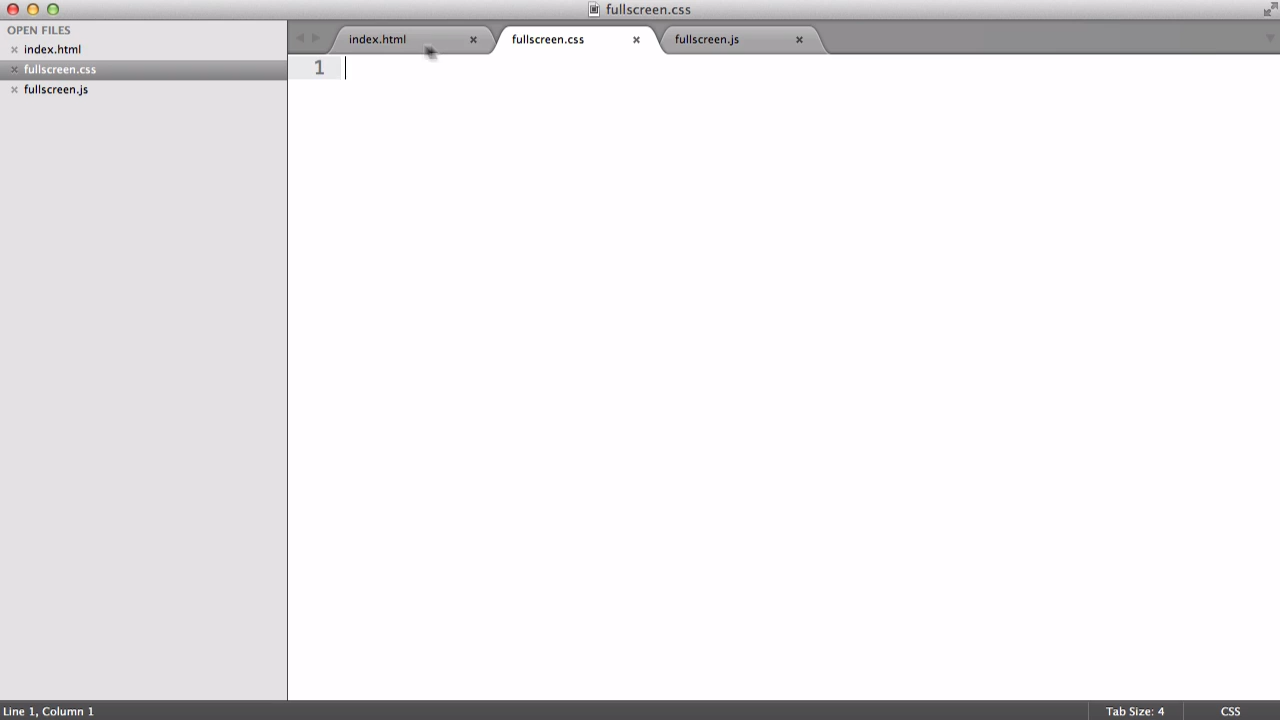 fullscreen.css
OPEN FILES
index.html
fullscreen.css
fullscreen.js
index.html fullscreen.css fullscreen.js
1
Line 1, Column 1 Tab Size: 4 CSS